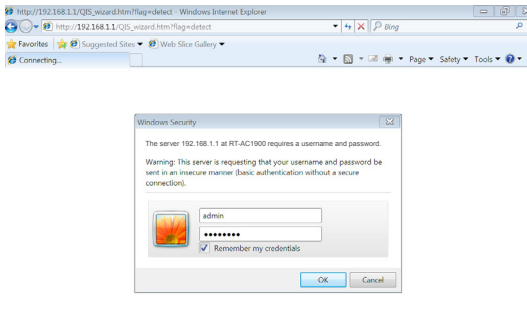 http://192.168.1.1/QIS_wizard.htm?flag=detect - Windows Internet Explorer
http://192.168.1.1/QIS_wizard.htm?flag=detect
Bing
Favorites Suggested Sites Web Slice Gallery
Connecting... Page Safety Tools
Windows Security
The server 192.168.1.1 at RT-AC1900 requires a username and password.
Warning: This server is requesting that your username and password be
sent in an insecure manner (basic authentication without a secure
connection).
admin
••••••••
Remember my credentials
OK Cancel